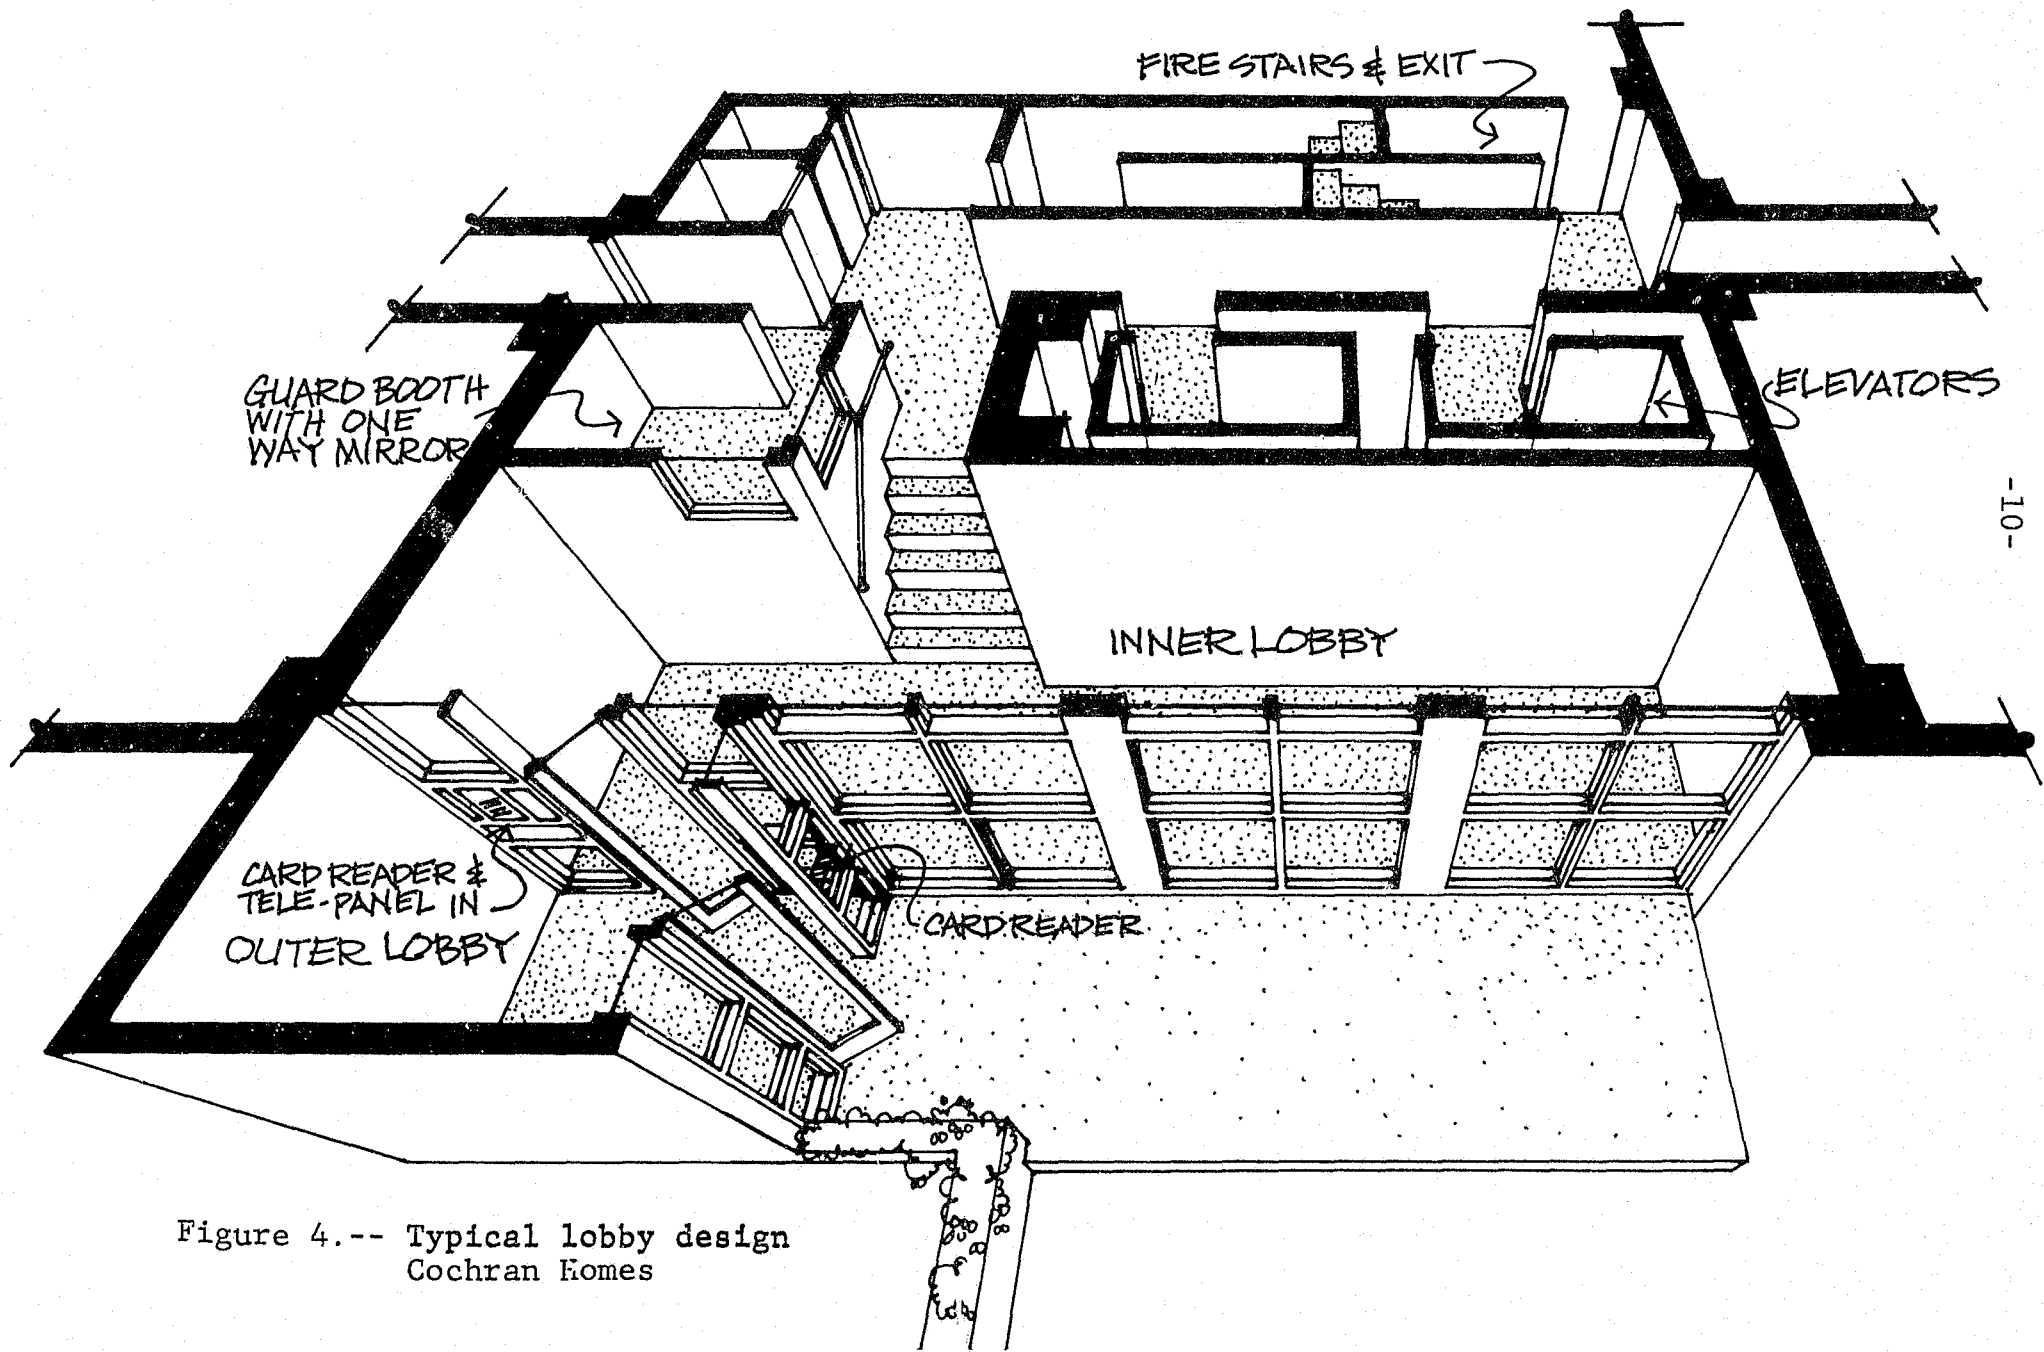 FIRE STAIRS & EXIT
GUARD BOOTH
WITH ONE
WAY MIRROR
ELEVATORS
-10-
INNER LOBBY
CARD READER &
TELE-PANEL IN
OUTER LOBBY
CARD READER
Figure 4.-- Typical lobby design
Cochran Homes